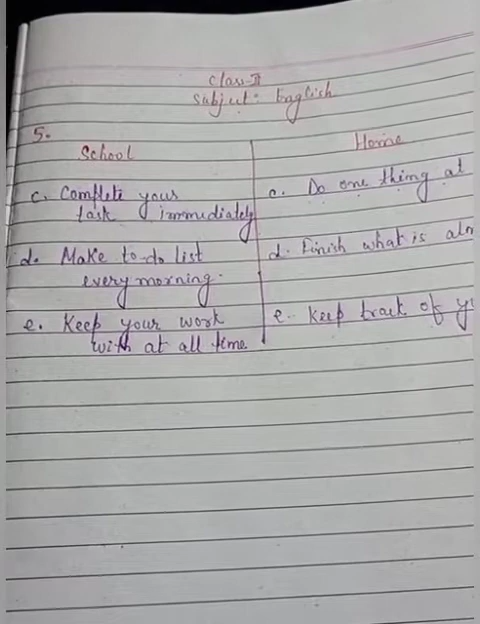 Class-II
Subject: English
5.
School
Home
c. Complete your
task immediately
c. Do one thing at
d. Make to-do list
every morning.
d. Finish what is
e. Keep your work
with at all time
e. Keep track of